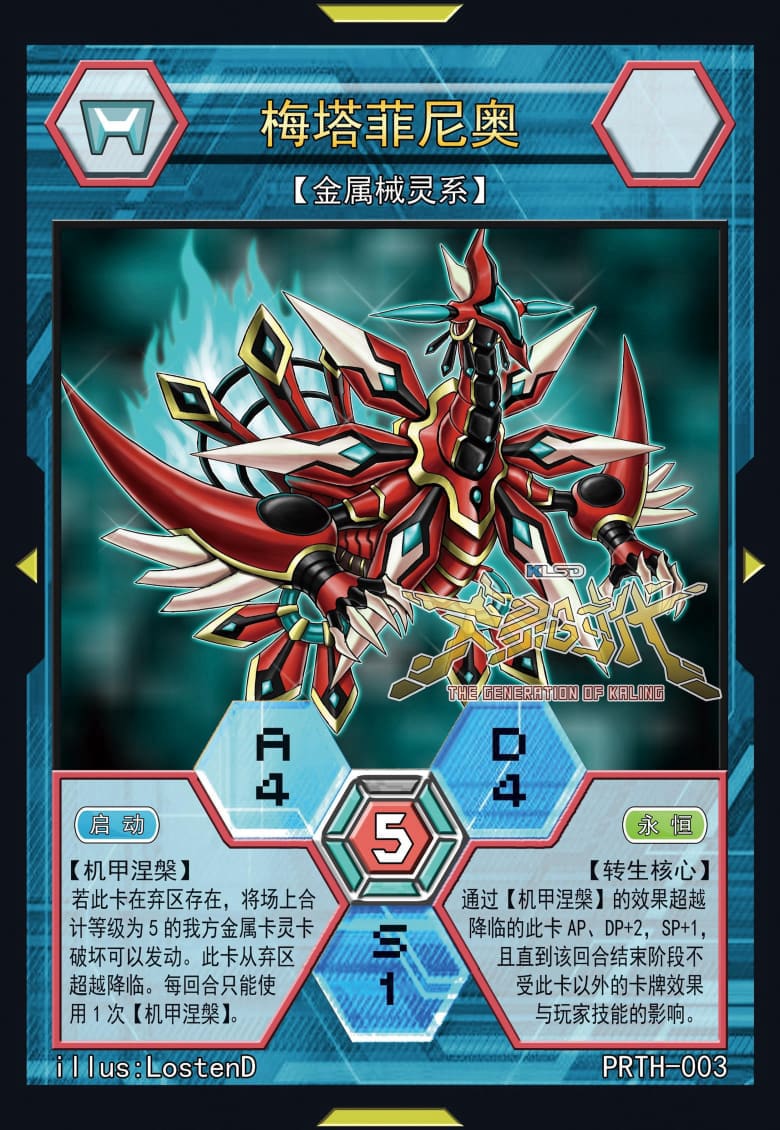 梅塔菲尼奥
【金属械灵系】
KLSD
卡灵时代
THE GENERATION OF KALING
A
4
D
4
5
S
1
启动
【机甲涅槃】
若此卡在弃区存在，将场上合
计等级为5的我方金属卡灵卡
破坏可以发动。此卡从弃区
超越降临。每回合只能使
用1次【机甲涅槃】。
永恒
【转生核心】
通过【机甲涅槃】的效果超越
降临的此卡AP、DP+2，SP+1，
且直到该回合结束阶段不
受此卡以外的卡牌效果
与玩家技能的影响。
illus:LostenD
PRTH-003